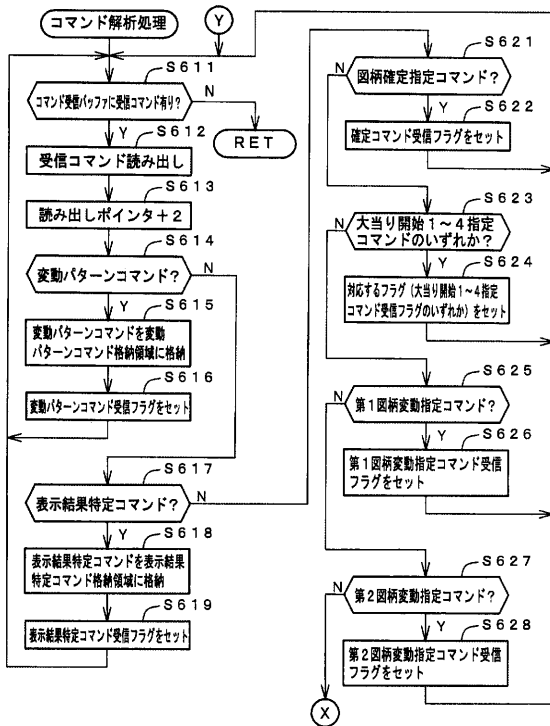 コマンド解析処理
Y
S611
コマンド受信バッファに受信コマンド有り?
N
Y
RET
S612
受信コマンド読み出し
S613
読み出しポインタ+2
S614
変動パターンコマンド?
N
Y
S615
変動パターンコマンドを変動
パターンコマンド格納領域に格納
S616
変動パターンコマンド受信フラグをセット
S617
表示結果特定コマンド?
N
Y
S618
表示結果特定コマンドを表示結果
特定コマンド格納領域に格納
S619
表示結果特定コマンド受信フラグをセット
S621
N
図柄確定指定コマンド?
Y
S622
確定コマンド受信フラグをセット
S623
N
大当り開始1~4指定
コマンドのいずれか?
Y
S624
対応するフラグ(大当り開始1~4指定
コマンド受信フラグのいずれか)をセット
S625
N
第1図柄変動指定コマンド?
Y
S626
第1図柄変動指定コマンド受信
フラグをセット
S627
N
第2図柄変動指定コマンド?
Y
S628
第2図柄変動指定コマンド受信
フラグをセット
X